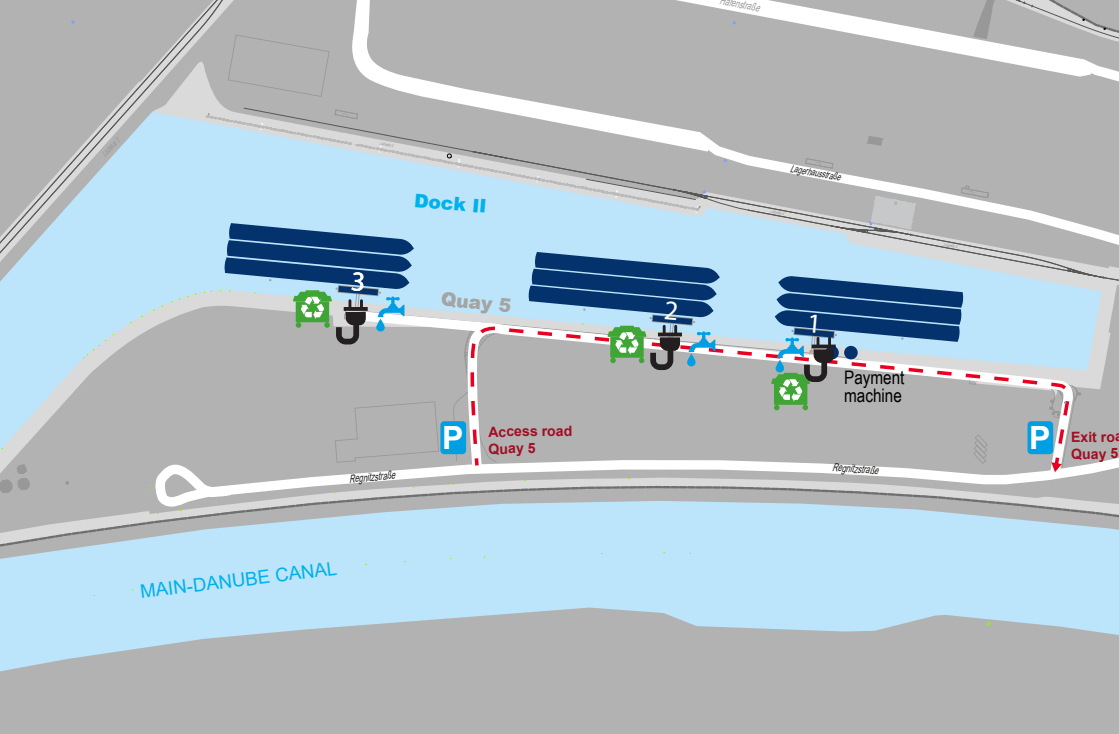 Hafenstraße
Lagerhausstraße
Dock II
3
Quay 5
2
1
Payment
machine
P
Access road
Quay 5
P
Exit roa
Quay 5
Regnitzstraße
Regnitzstraße
MAIN-DANUBE CANAL